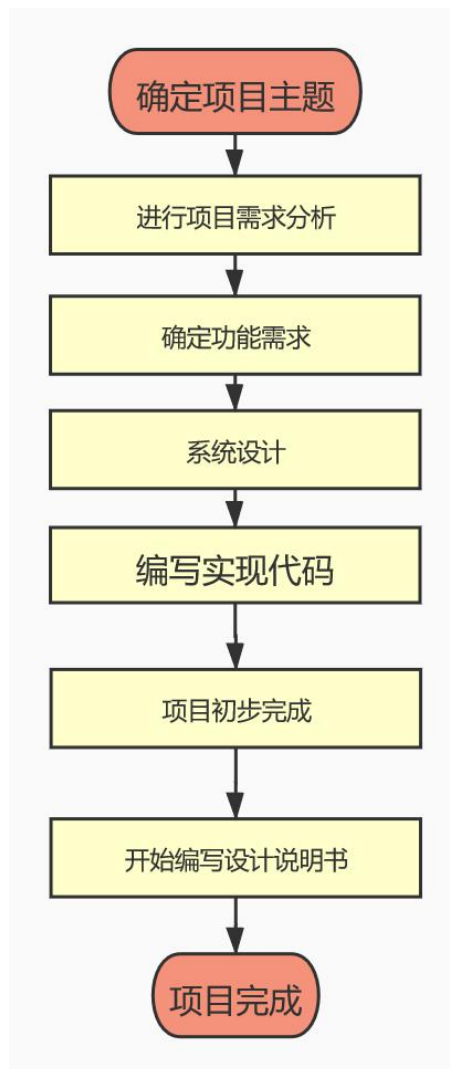 确定项目主题
进行项目需求分析
确定功能需求
系统设计
编写实现代码
项目初步完成
开始编写设计说明书
项目完成